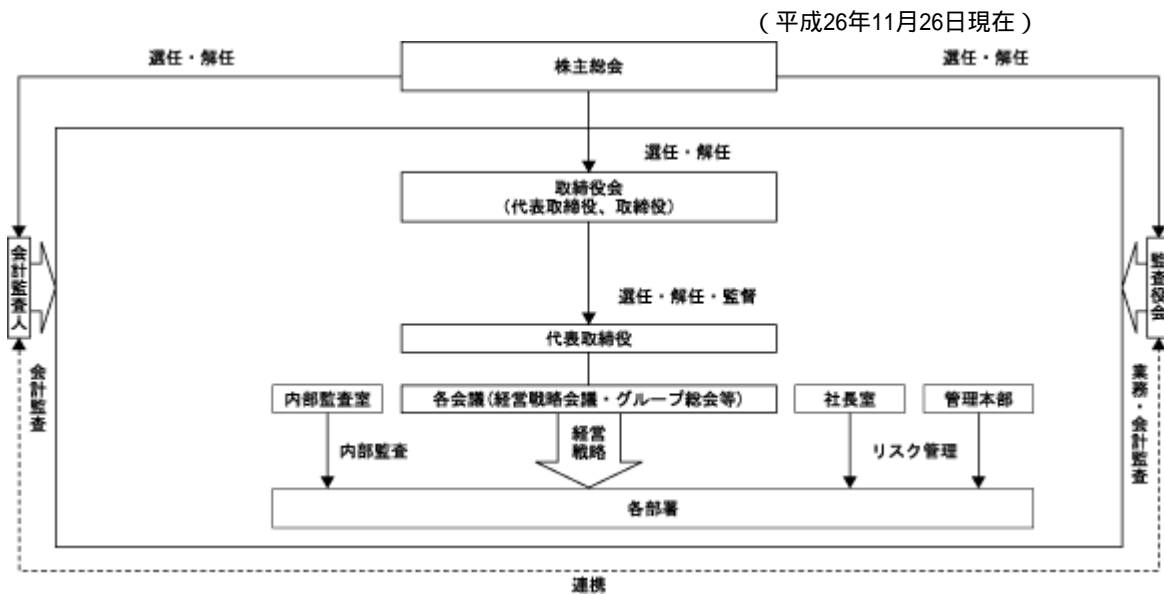 （平成26年11月26日現在）
選任・解任
株主総会
選任・解任
選任・解任
取締役会
（代表取締役、取締役）
会計監査人
監査役会
選任・解任・監督
代表取締役
会計監査
業務・会計監査
内部監査室
各会議(経営戦略会議・グループ総会等)
社長室
管理本部
内部監査
経営
戦略
リスク管理
各部署
連携